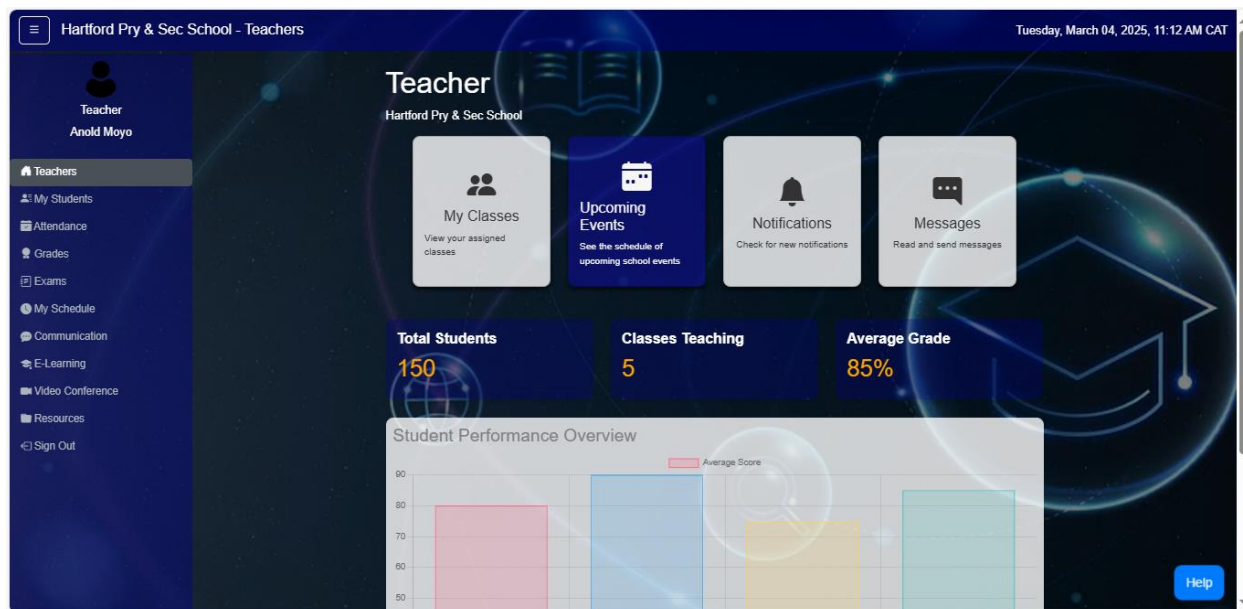 Hartford Pry & Sec School - Teachers
Tuesday, March 04, 2025, 11:12 AM CAT
Teacher
Anold Moyo
Teachers
My Students
Attendance
Grades
Exams
My Schedule
Communication
E-Learning
Video Conference
Resources
Sign Out
Teacher
Hartford Pry & Sec School
My Classes
View your assigned
classes
Upcoming
Events
See the schedule of
upcoming school events
Notifications
Check for new notifications
Messages
Read and send messages
Total Students
150
Classes Teaching
5
Average Grade
85%
Student Performance Overview
Average Score
90
80
70
60
50
Help